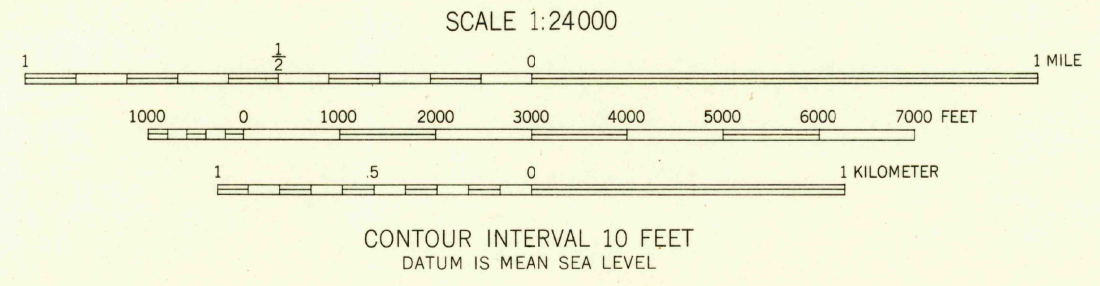 SCALE 1:24000
1 1/2 0 1 MILE
1000 0 1000 2000 3000 4000 5000 6000 7000 FEET
1 .5 0 1 KILOMETER
CONTOUR INTERVAL 10 FEET
DATUM IS MEAN SEA LEVEL